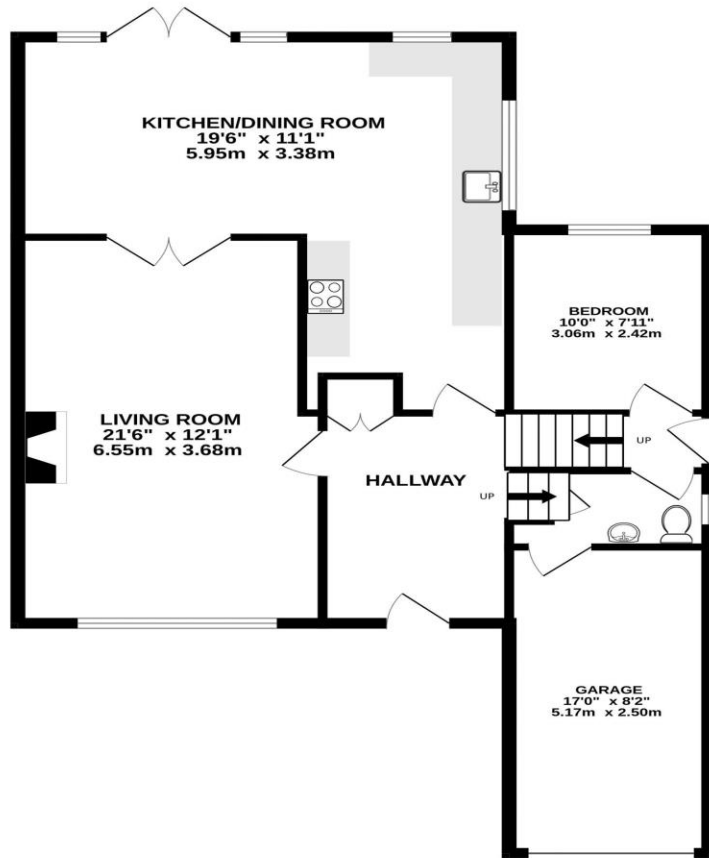 KITCHEN/DINING ROOM
19'6" x 11'1"
5.95m x 3.38m
BEDROOM
10'0" x 7'11"
3.06m x 2.42m
LIVING ROOM
21'6" x 12'1"
6.55m x 3.68m
UP
HALLWAY
UP
GARAGE
17'0" x 8'2"
5.17m x 2.50m